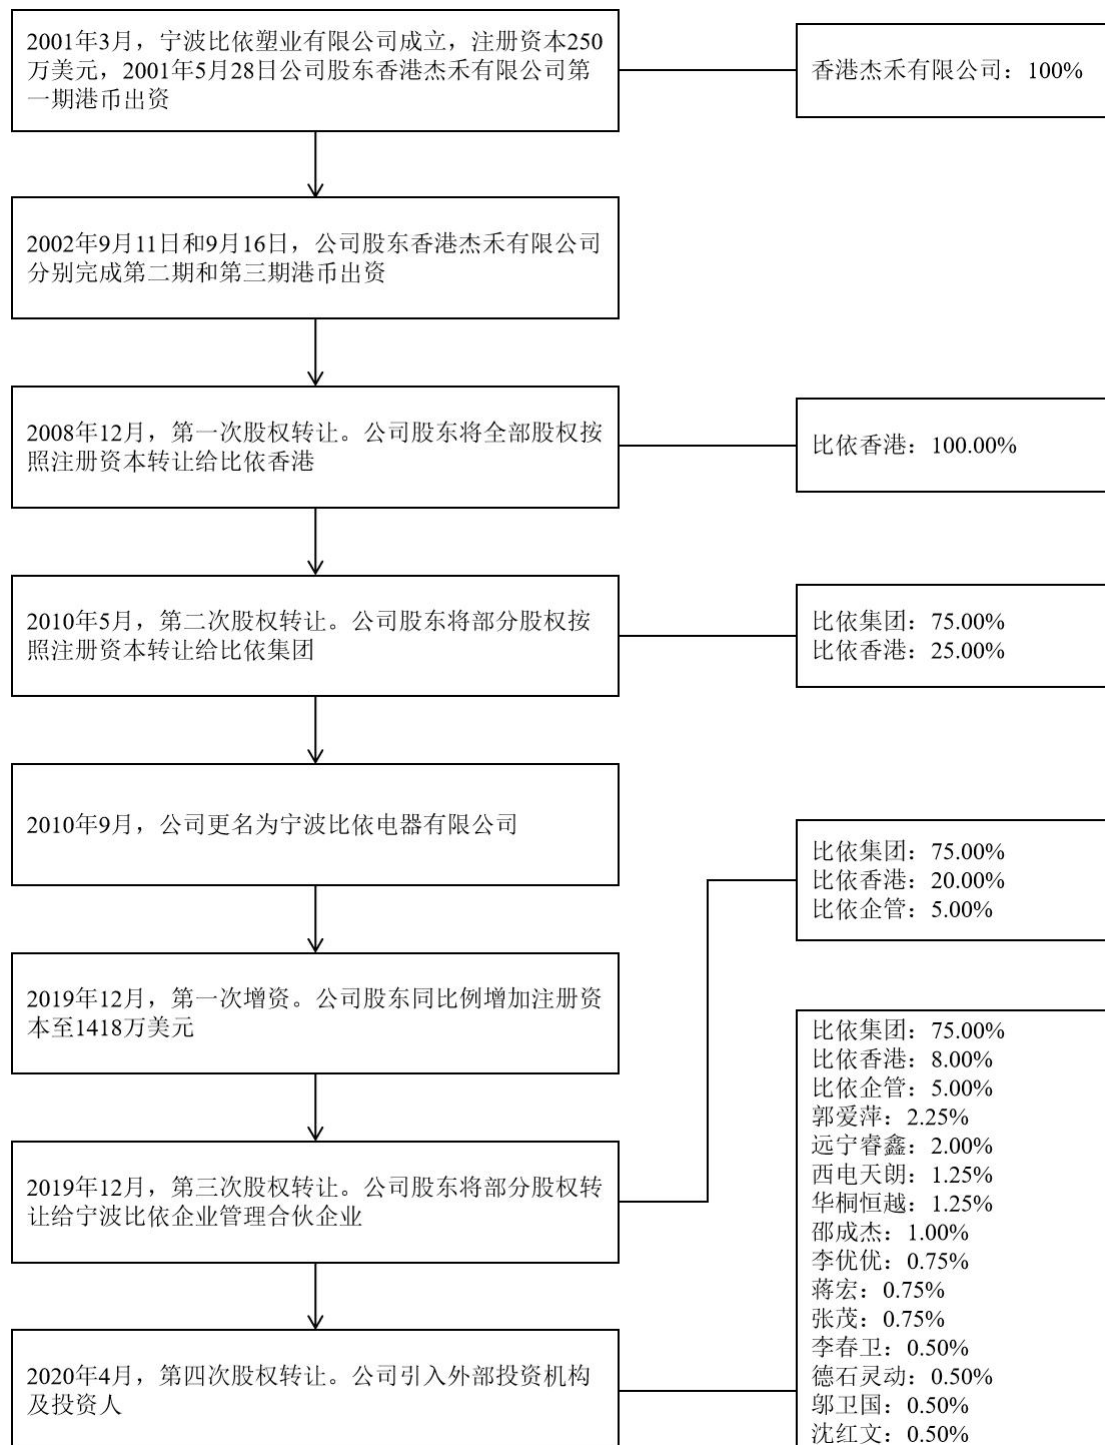 2001年3月，宁波比依塑业有限公司成立，注册资本250
万美元，2001年5月28日公司股东香港杰禾有限公司第
一期港币出资
香港杰禾有限公司：100%
2002年9月11日和9月16日，公司股东香港杰禾有限公司
分别完成第二期和第三期港币出资
2008年12月，第一次股权转让。公司股东将全部股权按
照注册资本转让给比依香港
比依香港：100.00%
2010年5月，第二次股权转让。公司股东将部分股权按
照注册资本转让给比依集团
比依集团：75.00%
比依香港：25.00%
2010年9月，公司更名为宁波比依电器有限公司
2019年12月，第一次增资。公司股东同比例增加注册资
本至1418万美元
2019年12月，第三次股权转让。公司股东将部分股权转
让给宁波比依企业管理合伙企业
比依集团：75.00%
比依香港：20.00%
比依企管：5.00%
2020年4月，第四次股权转让。公司引入外部投资机构
及投资人
比依集团：75.00%
比依香港：8.00%
比依企管：5.00%
郭爱萍：2.25%
远宁睿鑫：2.00%
西电天朗：1.25%
华桐恒越：1.25%
邵成杰：1.00%
李优优：0.75%
蒋宏：0.75%
张茂：0.75%
李春卫：0.50%
德石灵动：0.50%
邬卫国：0.50%
沈红文：0.50%